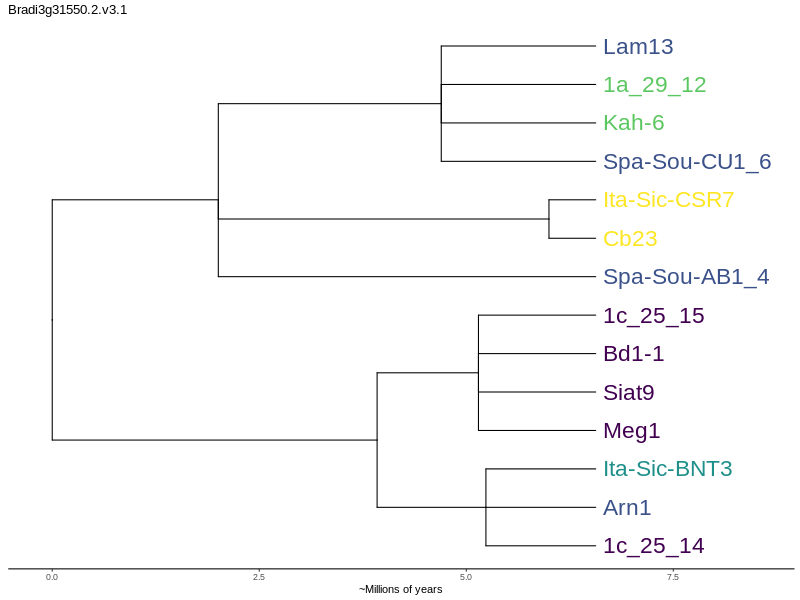 Bradi3g31550.2.v3.1
Lam13
1a_29_12
Kah-6
Spa-Sou-CU1_6
Ita-Sic-CSR7
Cb23
Spa-Sou-AB1_4
1c_25_15
Bd1-1
Siat9
Meg1
Ita-Sic-BNT3
Arn1
1c_25_14
0.0 2.5 5.0 7.5
~Millions of years